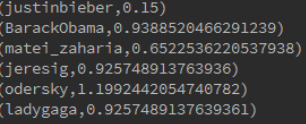 (justinbieber,0.15)
(BarackObama,0.9388520466291239)
(matei_zaharia,0.6522536220537938)
(jeresig,0.925748913763936)
(odersky,1.1992442054740782)
(ladygaga,0.9257489137639361)